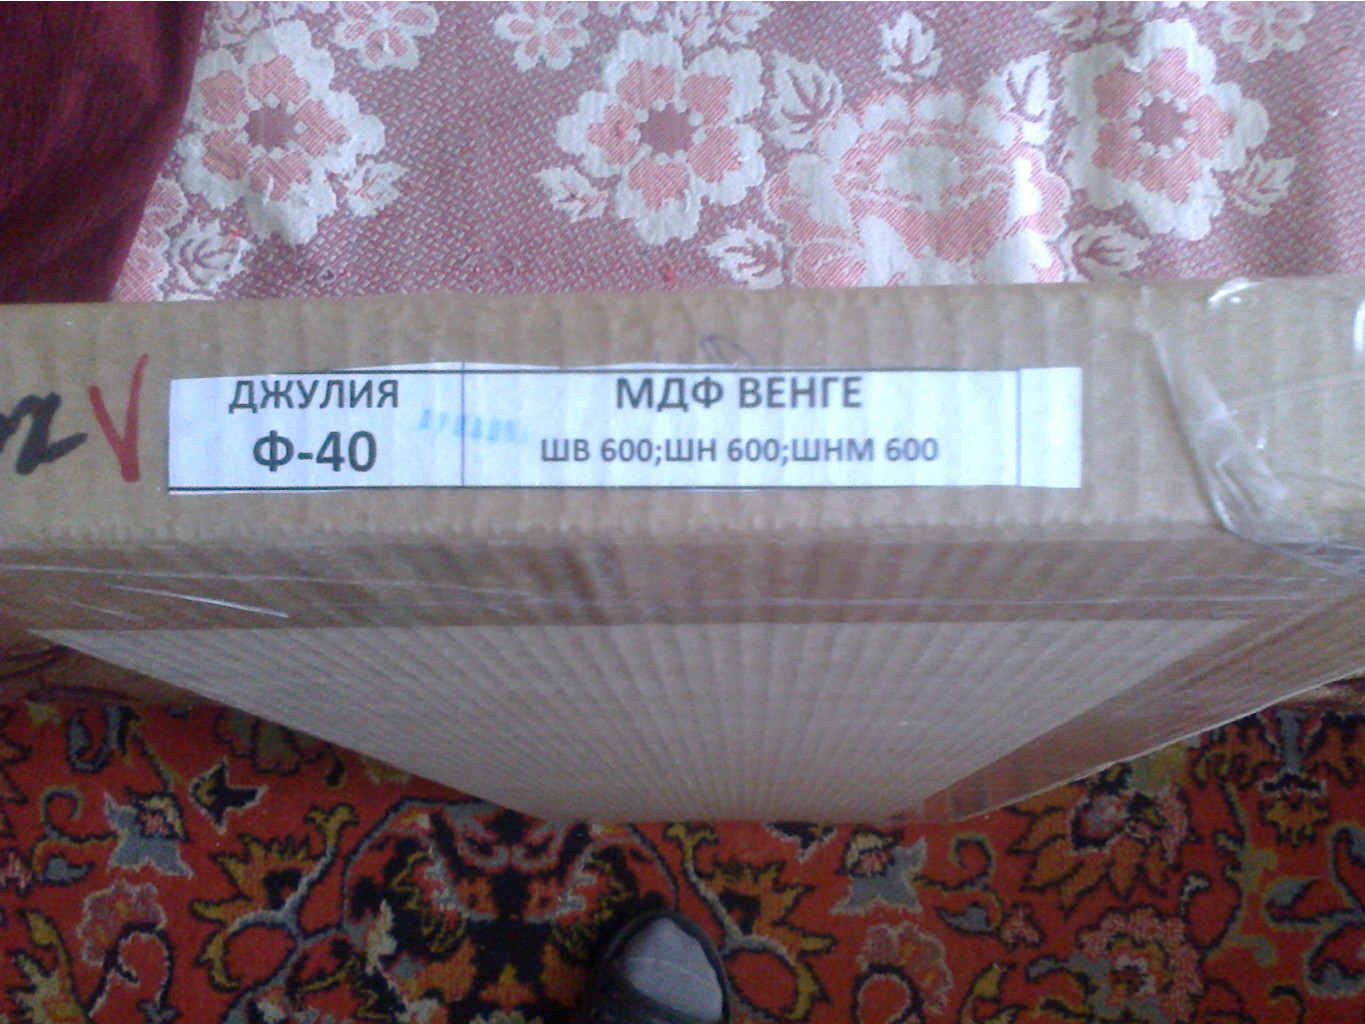 ДЖУЛИЯ
Ф-40
МДФ ВЕНГЕ
ШВ 600;ШН 600;ШНМ 600
V